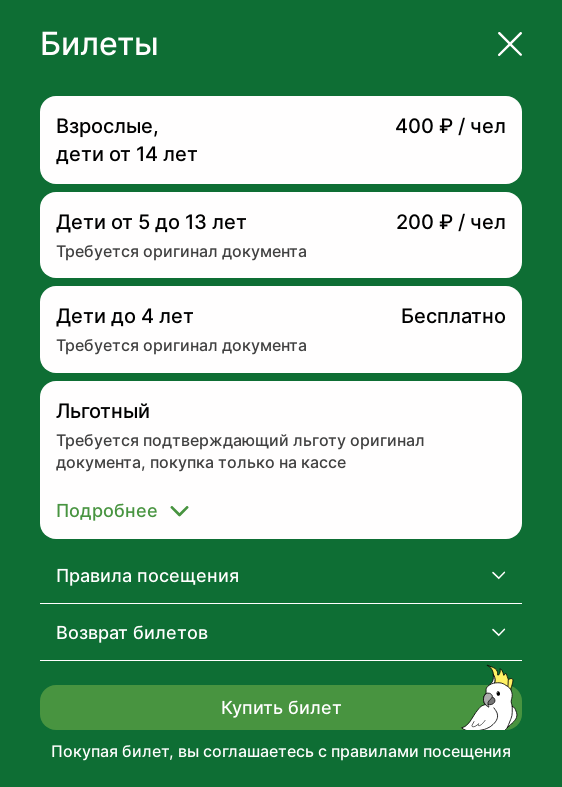 Билеты
Взрослые,
дети от 14 лет
400 ₽ / чел
Дети от 5 до 13 лет
200 ₽ / чел
Требуется оригинал документа
Дети до 4 лет
Бесплатно
Требуется оригинал документа
Льготный
Требуется подтверждающий льготу оригинал
документа, покупка только на кассе
Подробнее
Правила посещения
Возврат билетов
Купить билет
Покупая билет, вы соглашаетесь с правилами посещения